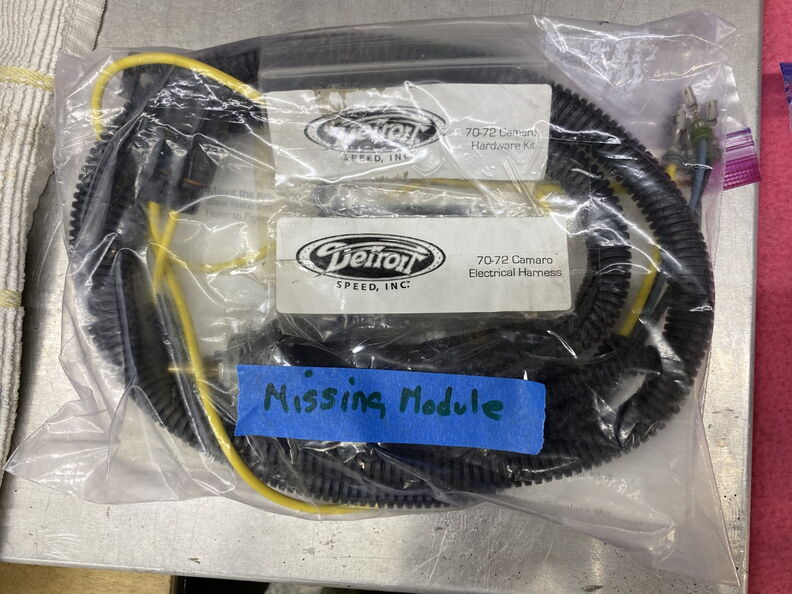 Detroit
SPEED, INC.
70-72 Camaro
Hardware Kit
Detroit
SPEED, INC.
70-72 Camaro
Electrical Harness
Missing Module